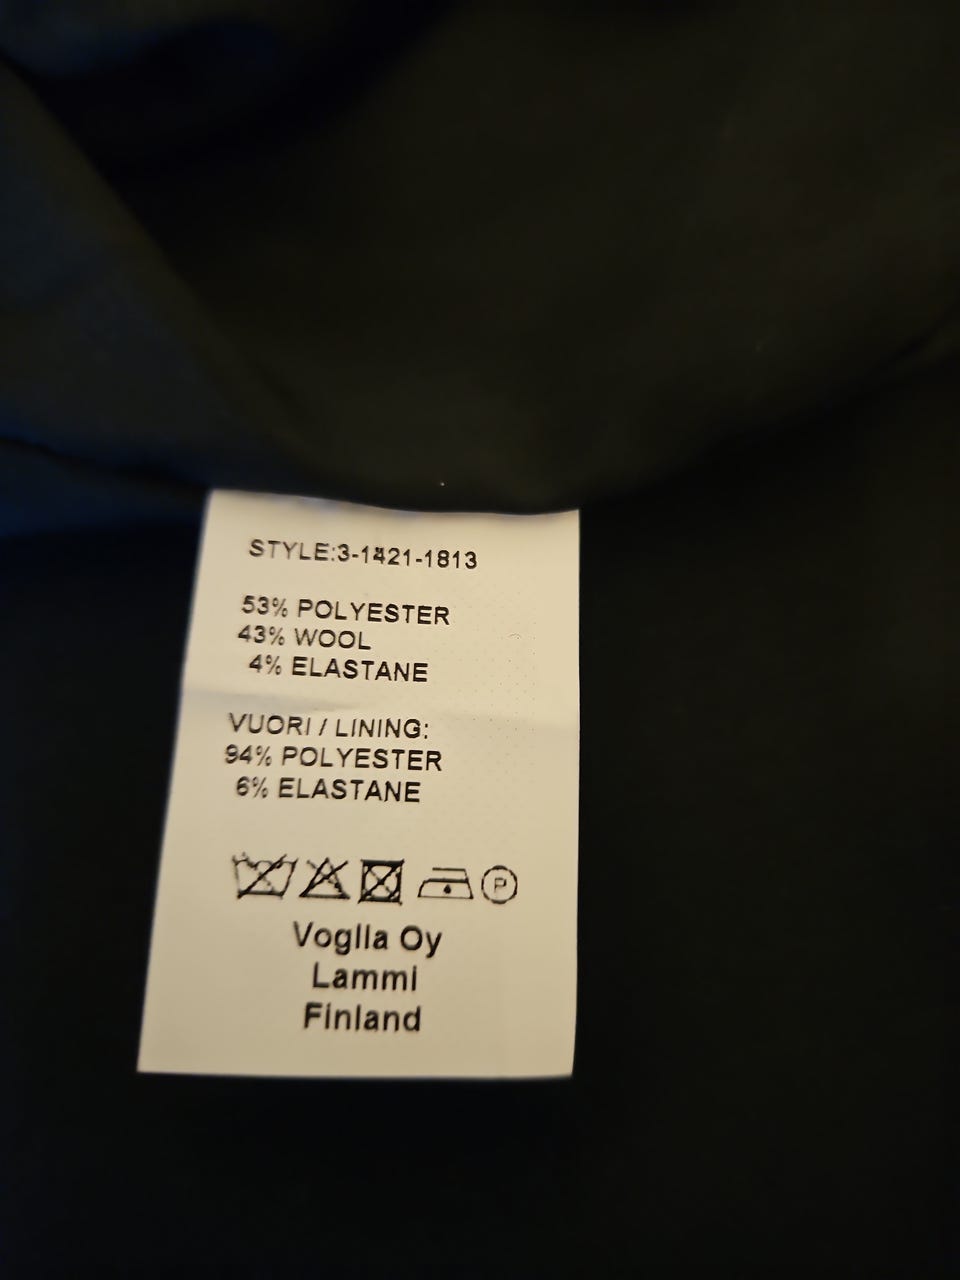 STYLE:3-1421-1813
53% POLYESTER
43% WOOL
4% ELASTANE
VUORI / LINING:
94% POLYESTER
6% ELASTANE
P
Voglia Oy
Lammi
Finland